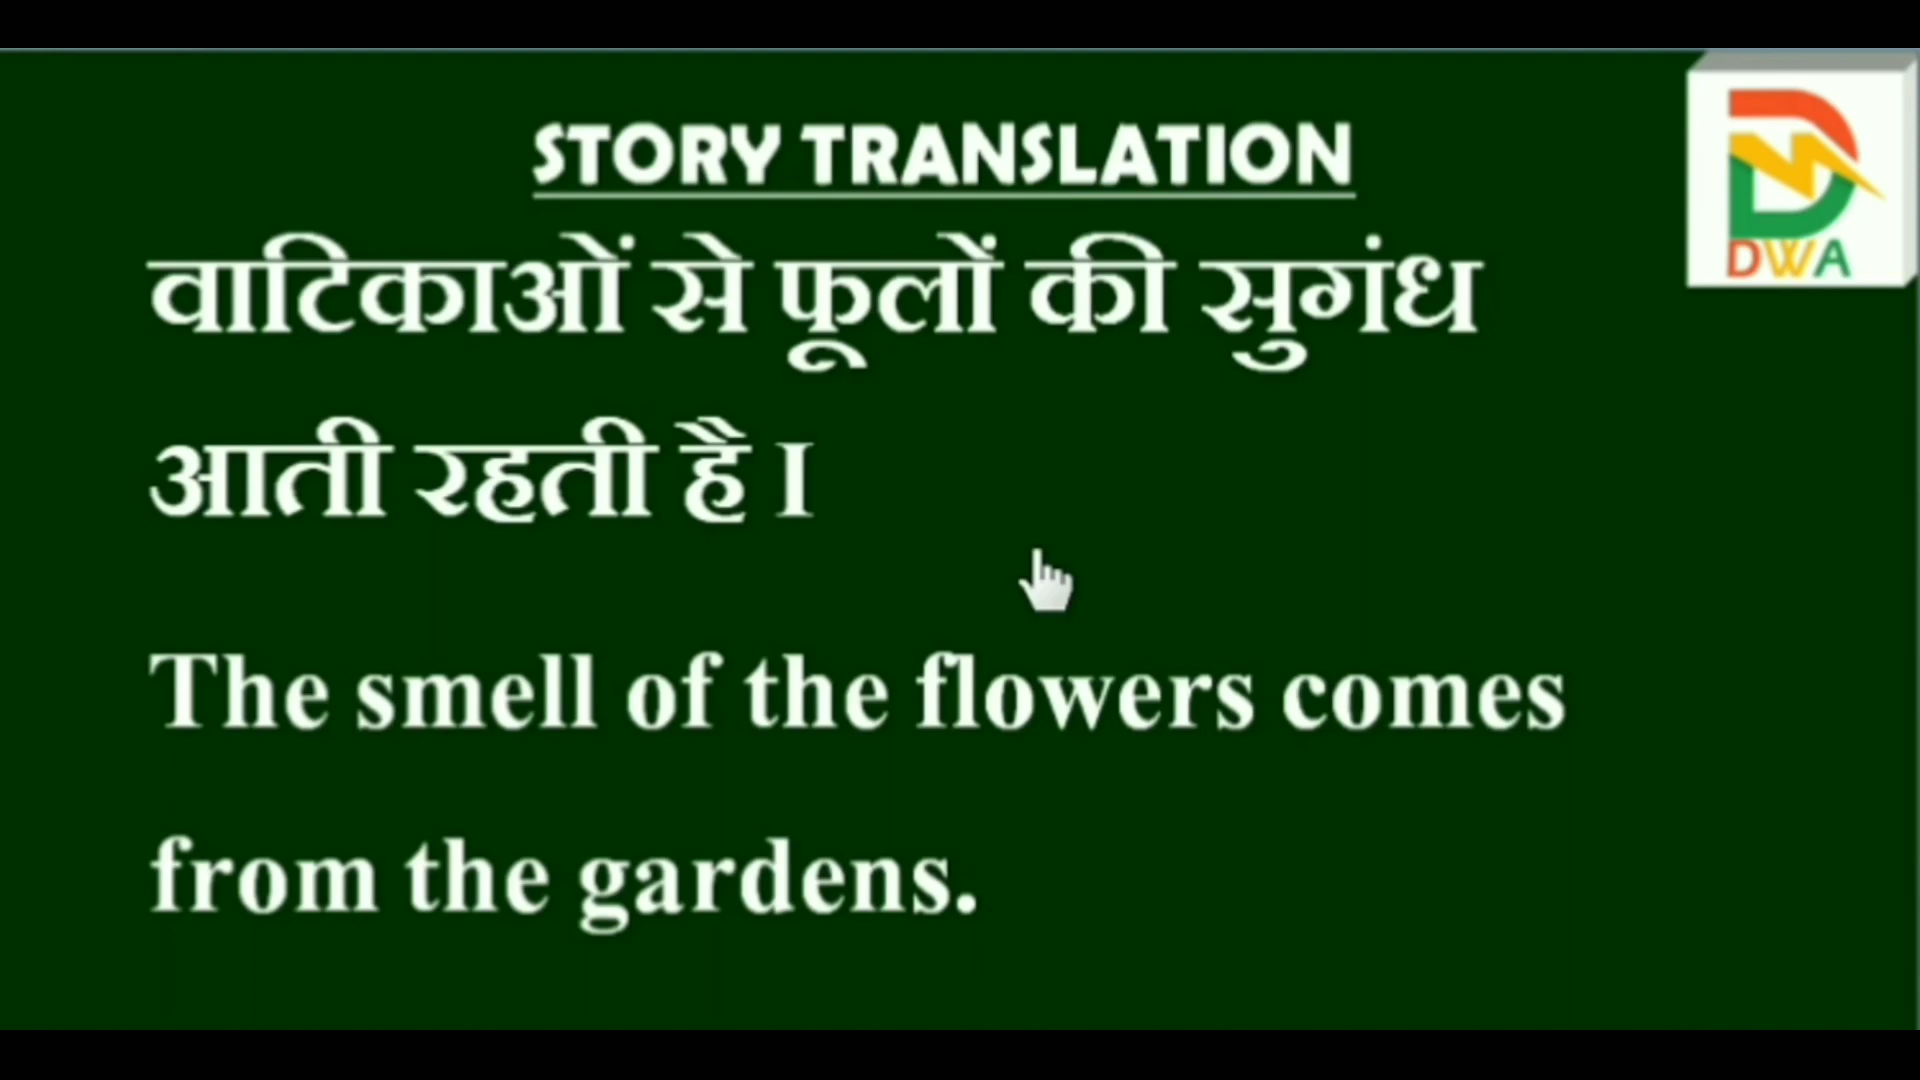 STORY TRANSLATION
DWA
वाटिकाओं से फूलों की सुगंध
आती रहती है I
The smell of the flowers comes
from the gardens.